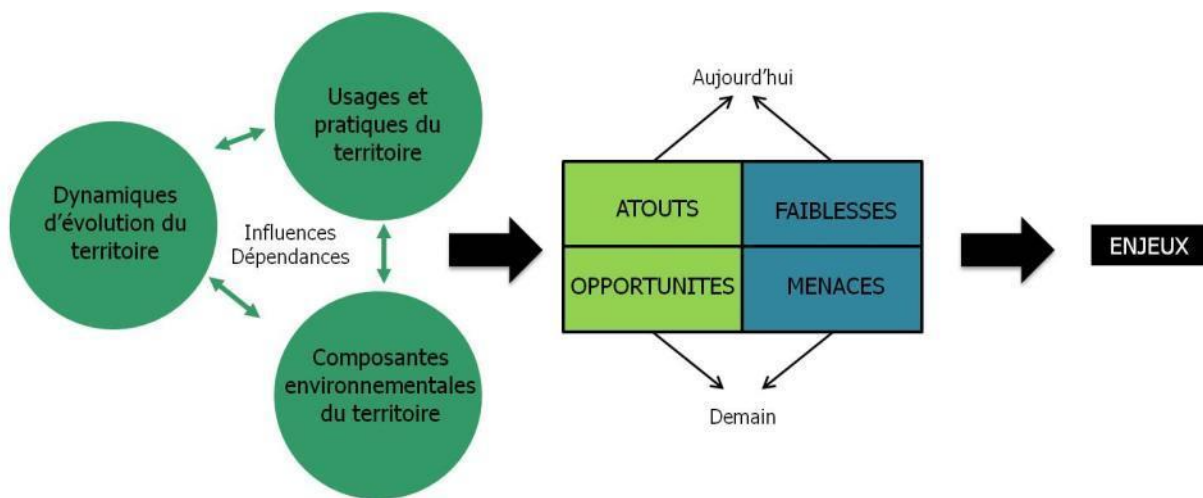 Usages et
pratiques du
territoire
Dynamiques
d'évolution du
territoire
Influences
Dépendances
Composantes
environnementales
du territoire
Aujourd'hui
ATOUTS
FAIBLESSES
OPPORTUNITES
MENACES
Demain
ENJEUX